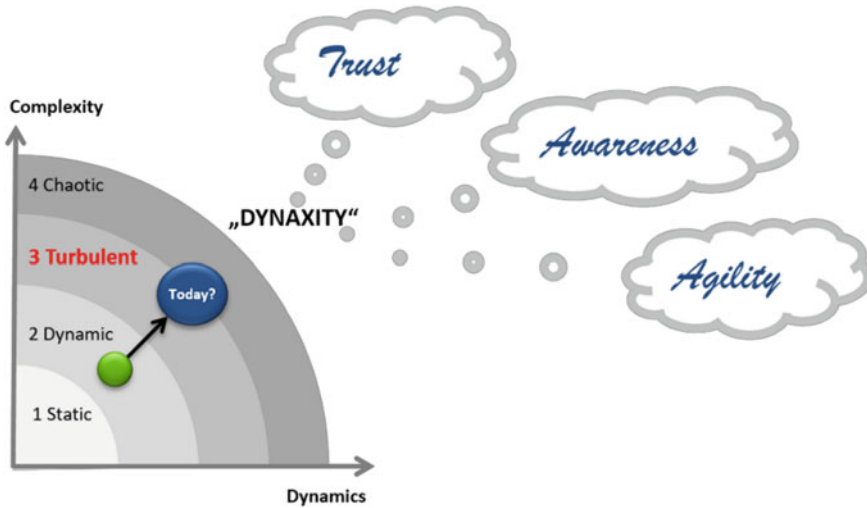 Trust
Complexity
Awareness
4 Chaotic
„DYNAXITY“
3 Turbulent
Agility
Today?
2 Dynamic
1 Static
Dynamics